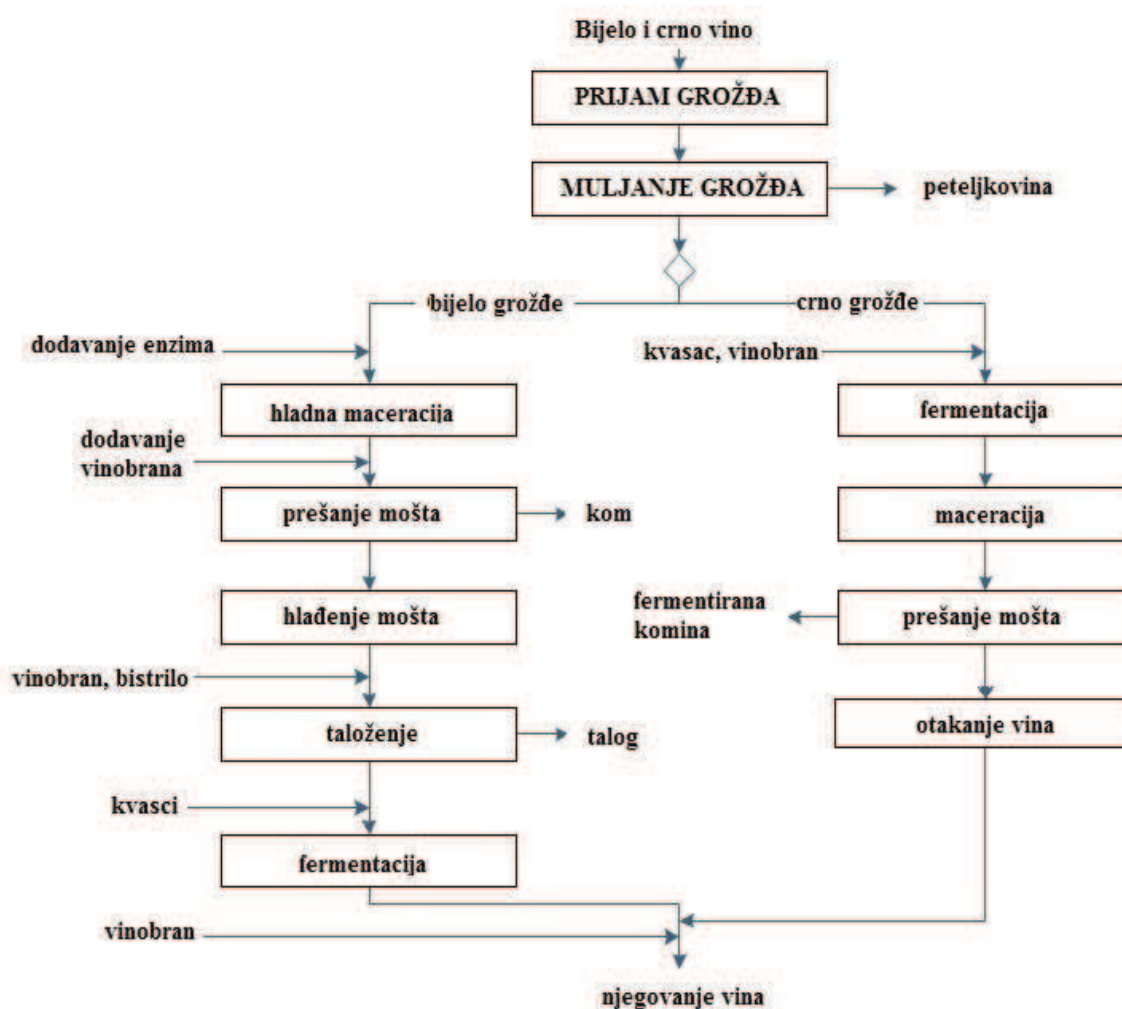 Bijelo i crno vino
PRIJAM GROŽĐA
MULJANJE GROŽĐA
peteljkovina
bijelo grožđe
crno grožđe
dodavanje enzima
kvasac, vinobran
hladna maceracija
fermentacija
dodavanje
vinobrana
prešanje mošta
kom
maceracija
hlađenje mošta
fermentirana
komina
prešanje mošta
vinobran, bistrilo
taloženje
talog
otakanje vina
kvasci
fermentacija
vinobran
njegovanje vina